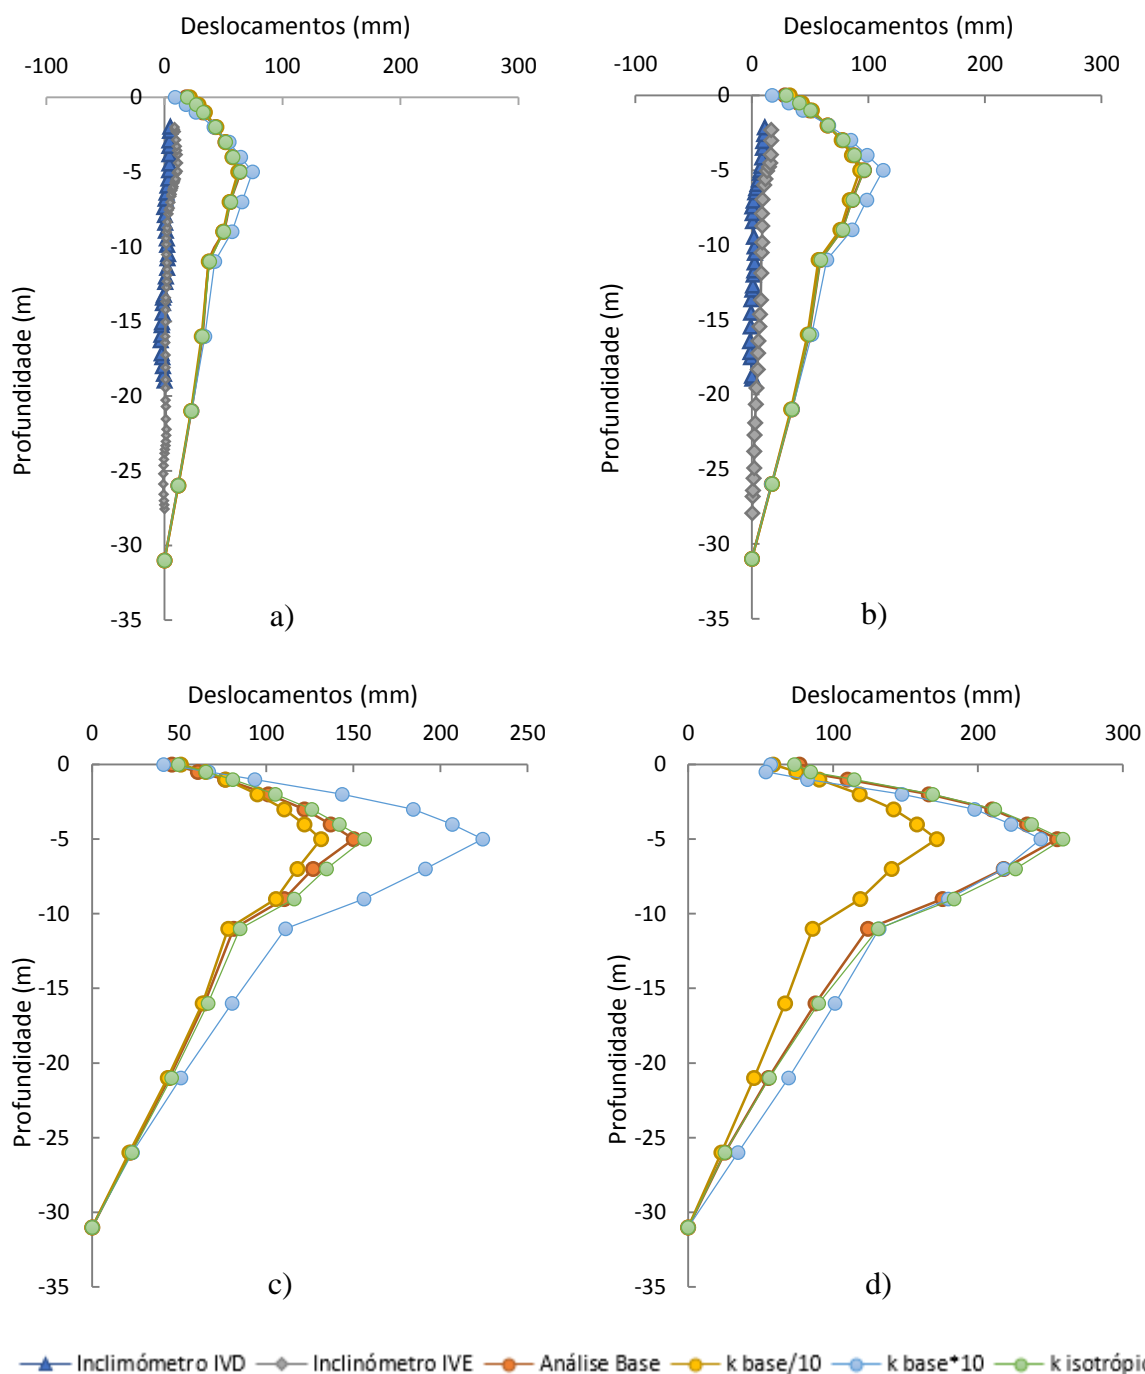 Deslocamentos (mm)
-100 0 100 200 300
0
-5
-10
-15
-20
-25
-30
-35
Profundidade (m)
a)
Deslocamentos (mm)
-100 0 100 200 300
0
-5
-10
-15
-20
-25
-30
-35
Profundidade (m)
b)
Deslocamentos (mm)
0 50 100 150 200 250
0
-5
-10
-15
-20
-25
-30
-35
Profundidade (m)
c)
Deslocamentos (mm)
0 100 200 300
0
-5
-10
-15
-20
-25
-30
-35
Profundidade (m)
d)
Inclimómetro IVD Inclinómetro IVE Análise Base k base/10 k base*10 k isotrópic